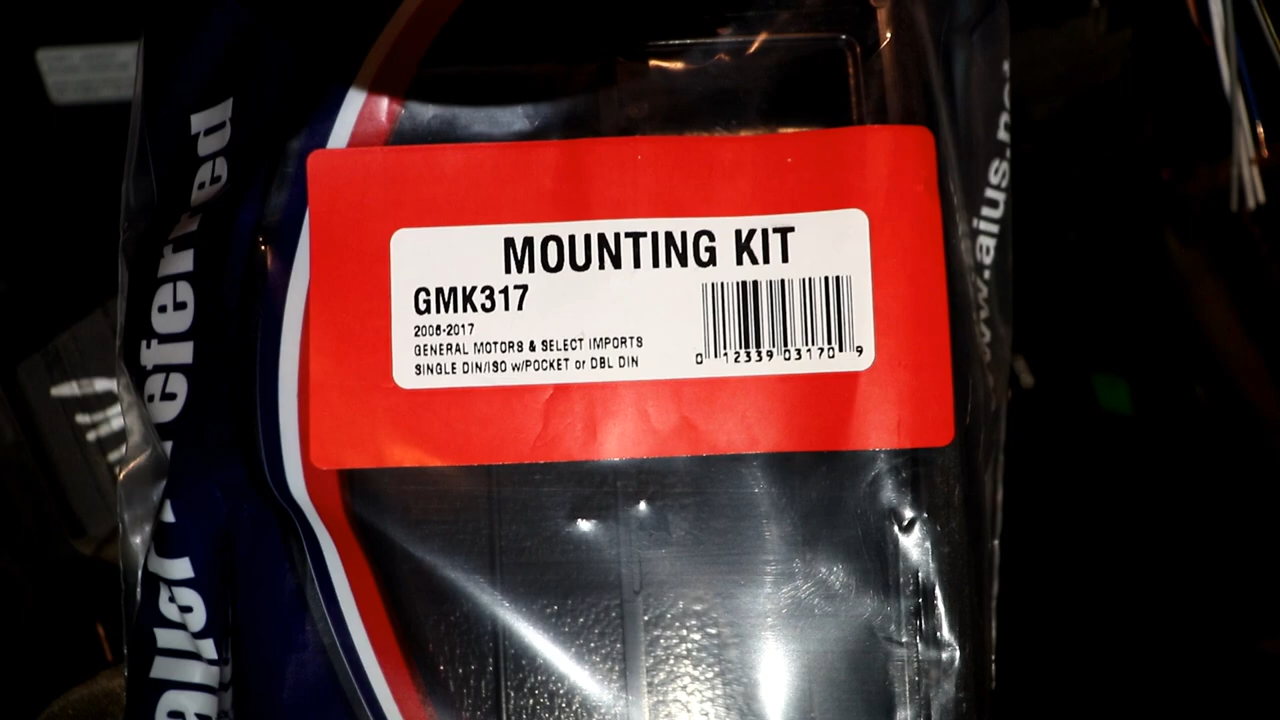 MOUNTING KIT
GMK317
2006-2017
GENERAL MOTORS & SELECT IMPORTS
SINGLE DIN/ISO w/POCKET or DBL DIN
0 12339 03170 9
www.aius.net